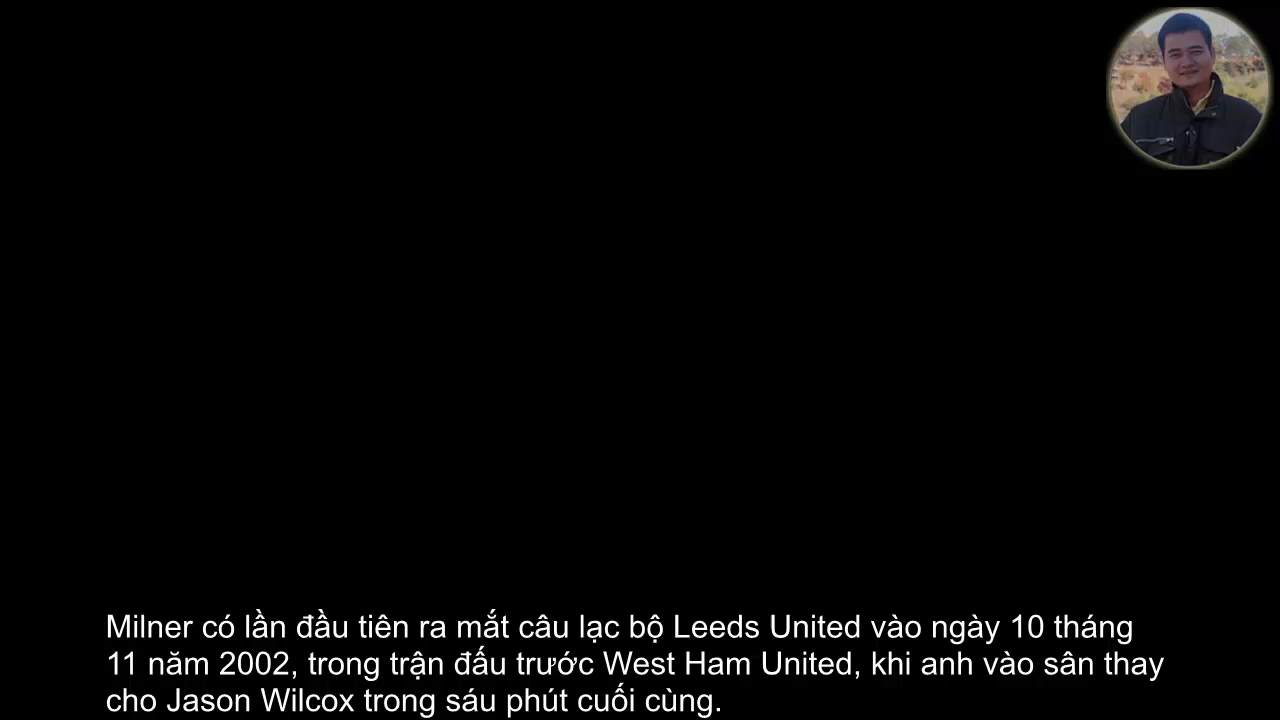 Milner có lần đầu tiên ra mắt câu lạc bộ Leeds United vào ngày 10 tháng
11 năm 2002, trong trận đấu trước West Ham United, khi anh vào sân thay
cho Jason Wilcox trong sáu phút cuối cùng.